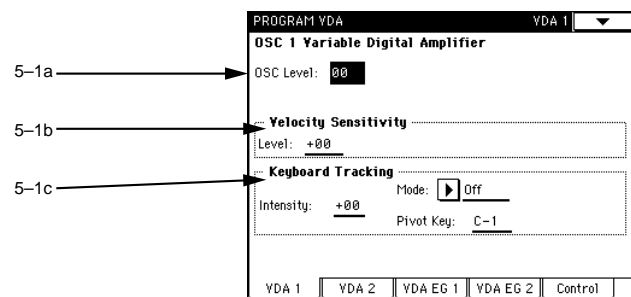 PROGRAM VDA VDA 1
OSC 1 Variable Digital Amplifier
5–1a
OSC Level: 00
5–1b
Velocity Sensitivity
Level: +00
5–1c
Keyboard Tracking
Mode: Off
Intensity: +00
Pivot Key: C-1
VDA 1 VDA 2 VDA EG 1 VDA EG 2 Control